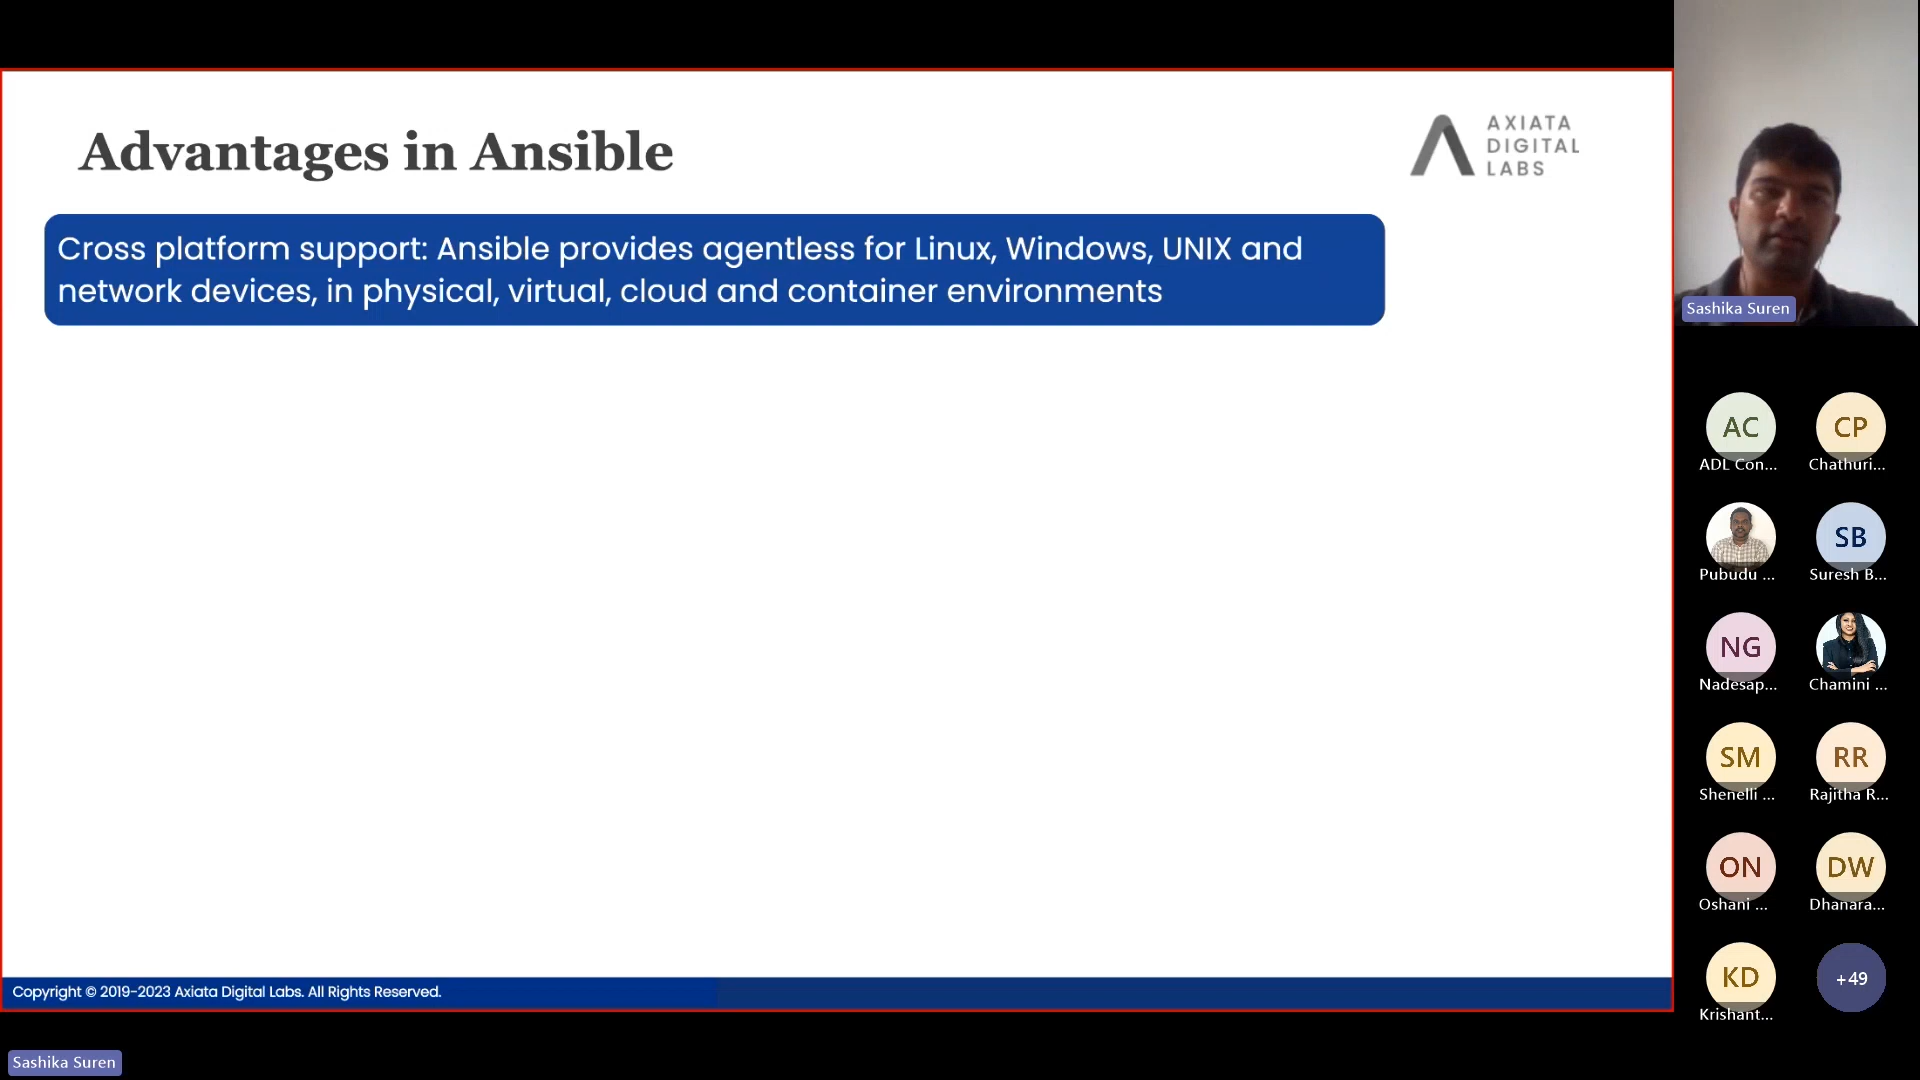 Advantages in Ansible
AXIATA
DIGITAL
LABS
Cross platform support: Ansible provides agentless for Linux, Windows, UNIX and
network devices, in physical, virtual, cloud and container environments
Copyright © 2019-2023 Axiata Digital Labs. All Rights Reserved.
Sashika Suren
Sashika Suren
AC
CP
ADL Con...
Chathuri...
SB
Pubudu ...
Suresh B...
NG
Nadesap...
Chamini ...
SM
RR
Shenelli ...
Rajitha R...
ON
DW
Oshani ...
Dhanara...
KD
+49
Krishant...